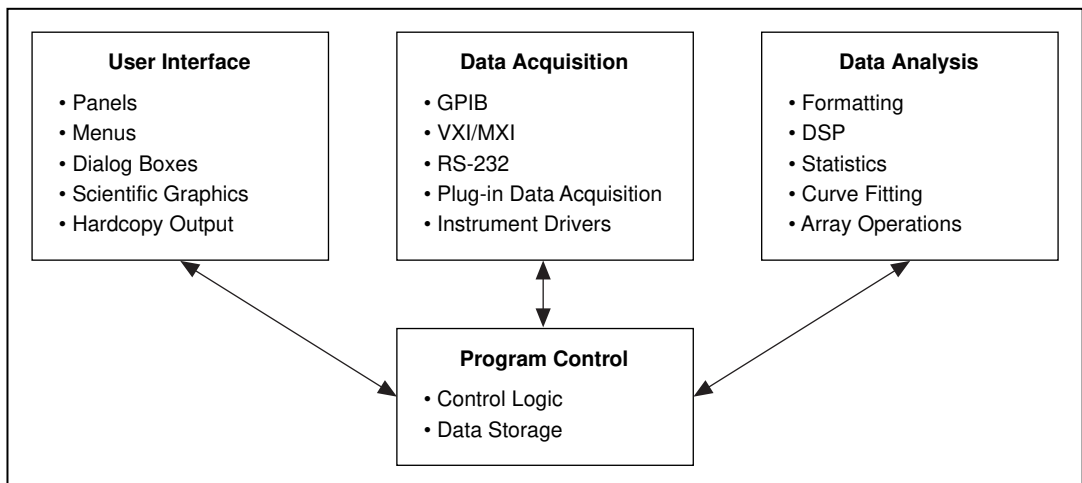 User Interface
• Panels
• Menus
• Dialog Boxes
• Scientific Graphics
• Hardcopy Output
Data Acquisition
• GPIB
• VXI/MXI
• RS-232
• Plug-in Data Acquisition
• Instrument Drivers
Data Analysis
• Formatting
• DSP
• Statistics
• Curve Fitting
• Array Operations
Program Control
• Control Logic
• Data Storage